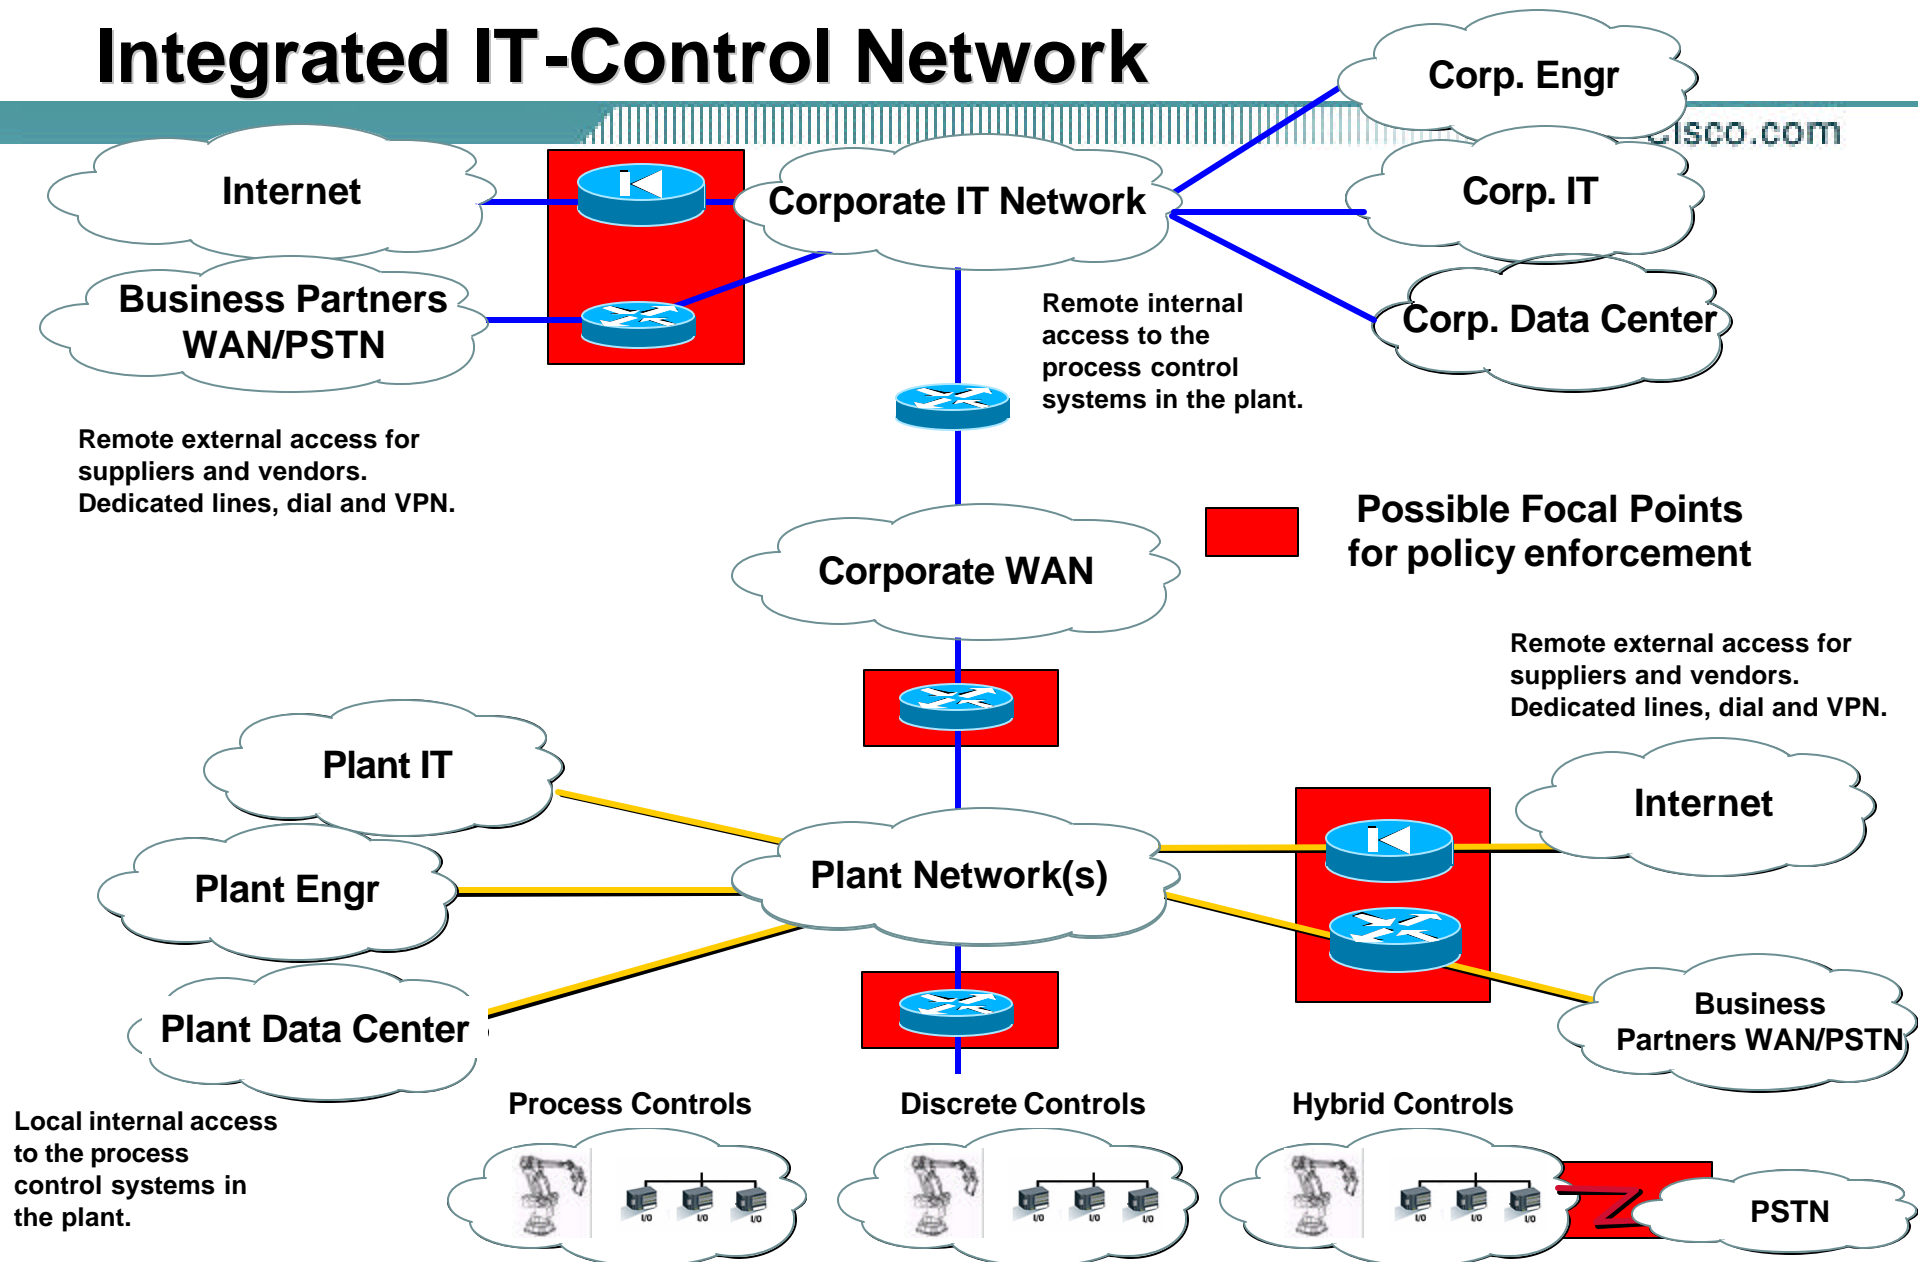 Integrated IT-Control Network
Corp. Engr
Cisco.com
Internet
Corporate IT Network
Corp. IT
Business Partners
WAN/PSTN
Remote internal
access to the
process control
systems in the plant.
Corp. Data Center
Remote external access for
suppliers and vendors.
Dedicated lines, dial and VPN.
Possible Focal Points
for policy enforcement
Corporate WAN
Remote external access for
suppliers and vendors.
Dedicated lines, dial and VPN.
Plant IT
Internet
Plant Engr
Plant Network(s)
Plant Data Center
Business
Partners WAN/PSTN
Local internal access
to the process
control systems in
the plant.
Process Controls
Discrete Controls
Hybrid Controls
I/O
I/O
I/O
I/O
I/O
I/O
I/O
I/O
I/O
PSTN